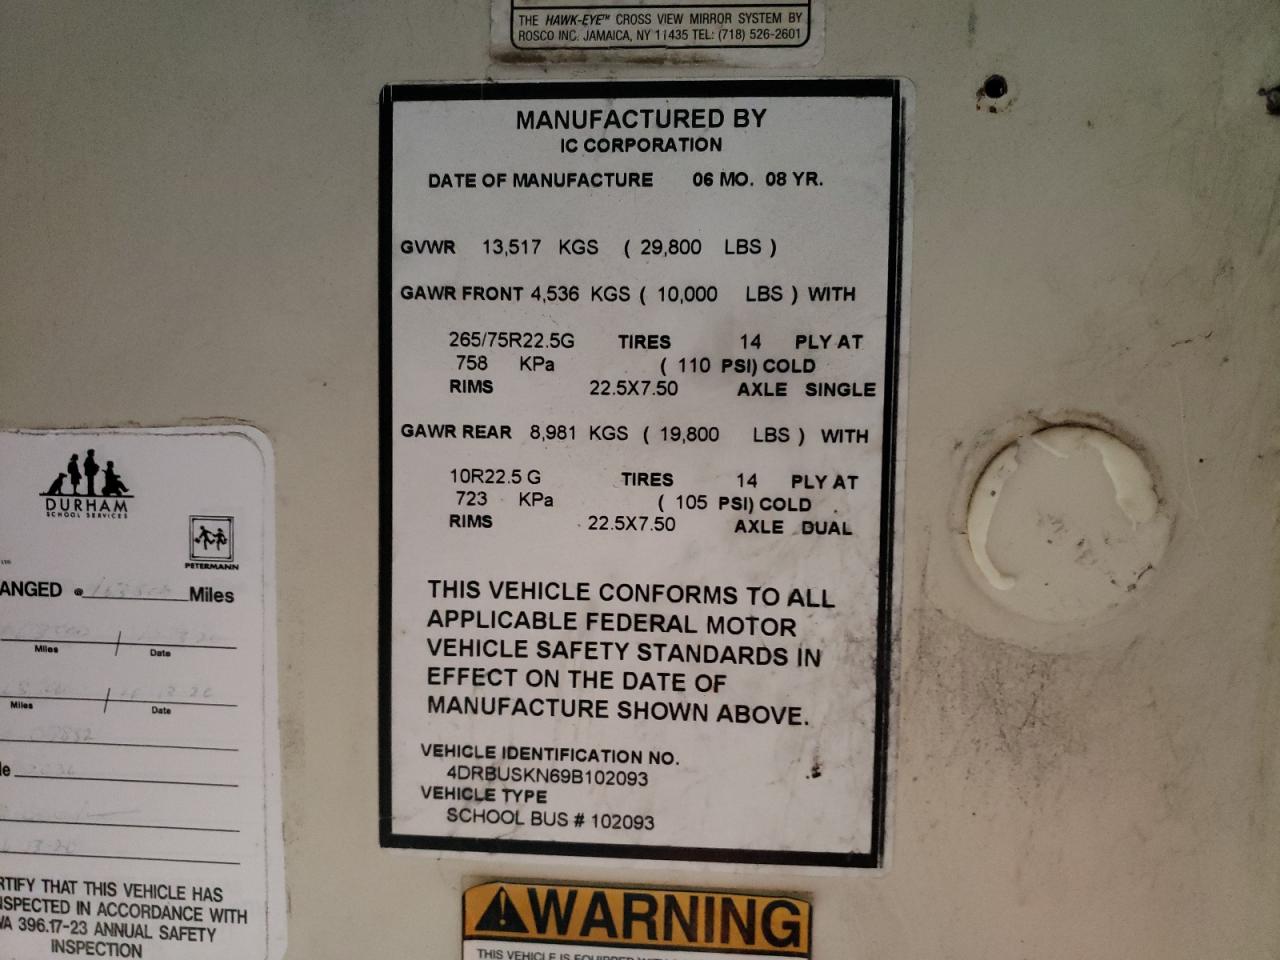 THE HAWK-EYE™ CROSS VIEW MIRROR SYSTEM BY
ROSCO INC. JAMAICA, NY 11435 TEL: (718) 526-2601
MANUFACTURED BY
IC CORPORATION
DATE OF MANUFACTURE 06 MO. 08 YR.
GVWR 13,517 KGS ( 29,800 LBS )
GAWR FRONT 4,536 KGS ( 10,000 LBS ) WITH
265/75R22.5G TIRES 14 PLY AT
758 KPa ( 110 PSI) COLD
RIMS 22.5X7.50 AXLE SINGLE
GAWR REAR 8,981 KGS ( 19,800 LBS ) WITH
10R22.5 G TIRES 14 PLY AT
723 KPa ( 105 PSI) COLD
RIMS 22.5X7.50 AXLE DUAL
THIS VEHICLE CONFORMS TO ALL
APPLICABLE FEDERAL MOTOR
VEHICLE SAFETY STANDARDS IN
EFFECT ON THE DATE OF
MANUFACTURE SHOWN ABOVE.
VEHICLE IDENTIFICATION NO.
4DRBUSKN69B102093
VEHICLE TYPE
SCHOOL BUS # 102093
DURHAM
SCHOOL SERVICES
PETERMANN
ANGED @ Miles
Miles / Date
Miles / Date
le
RTIFY THAT THIS VEHICLE HAS
NSPECTED IN ACCORDANCE WITH
WA 396.17-23 ANNUAL SAFETY
INSPECTION
WARNING
THIS VEHICLE IS EQUIPPED WITH